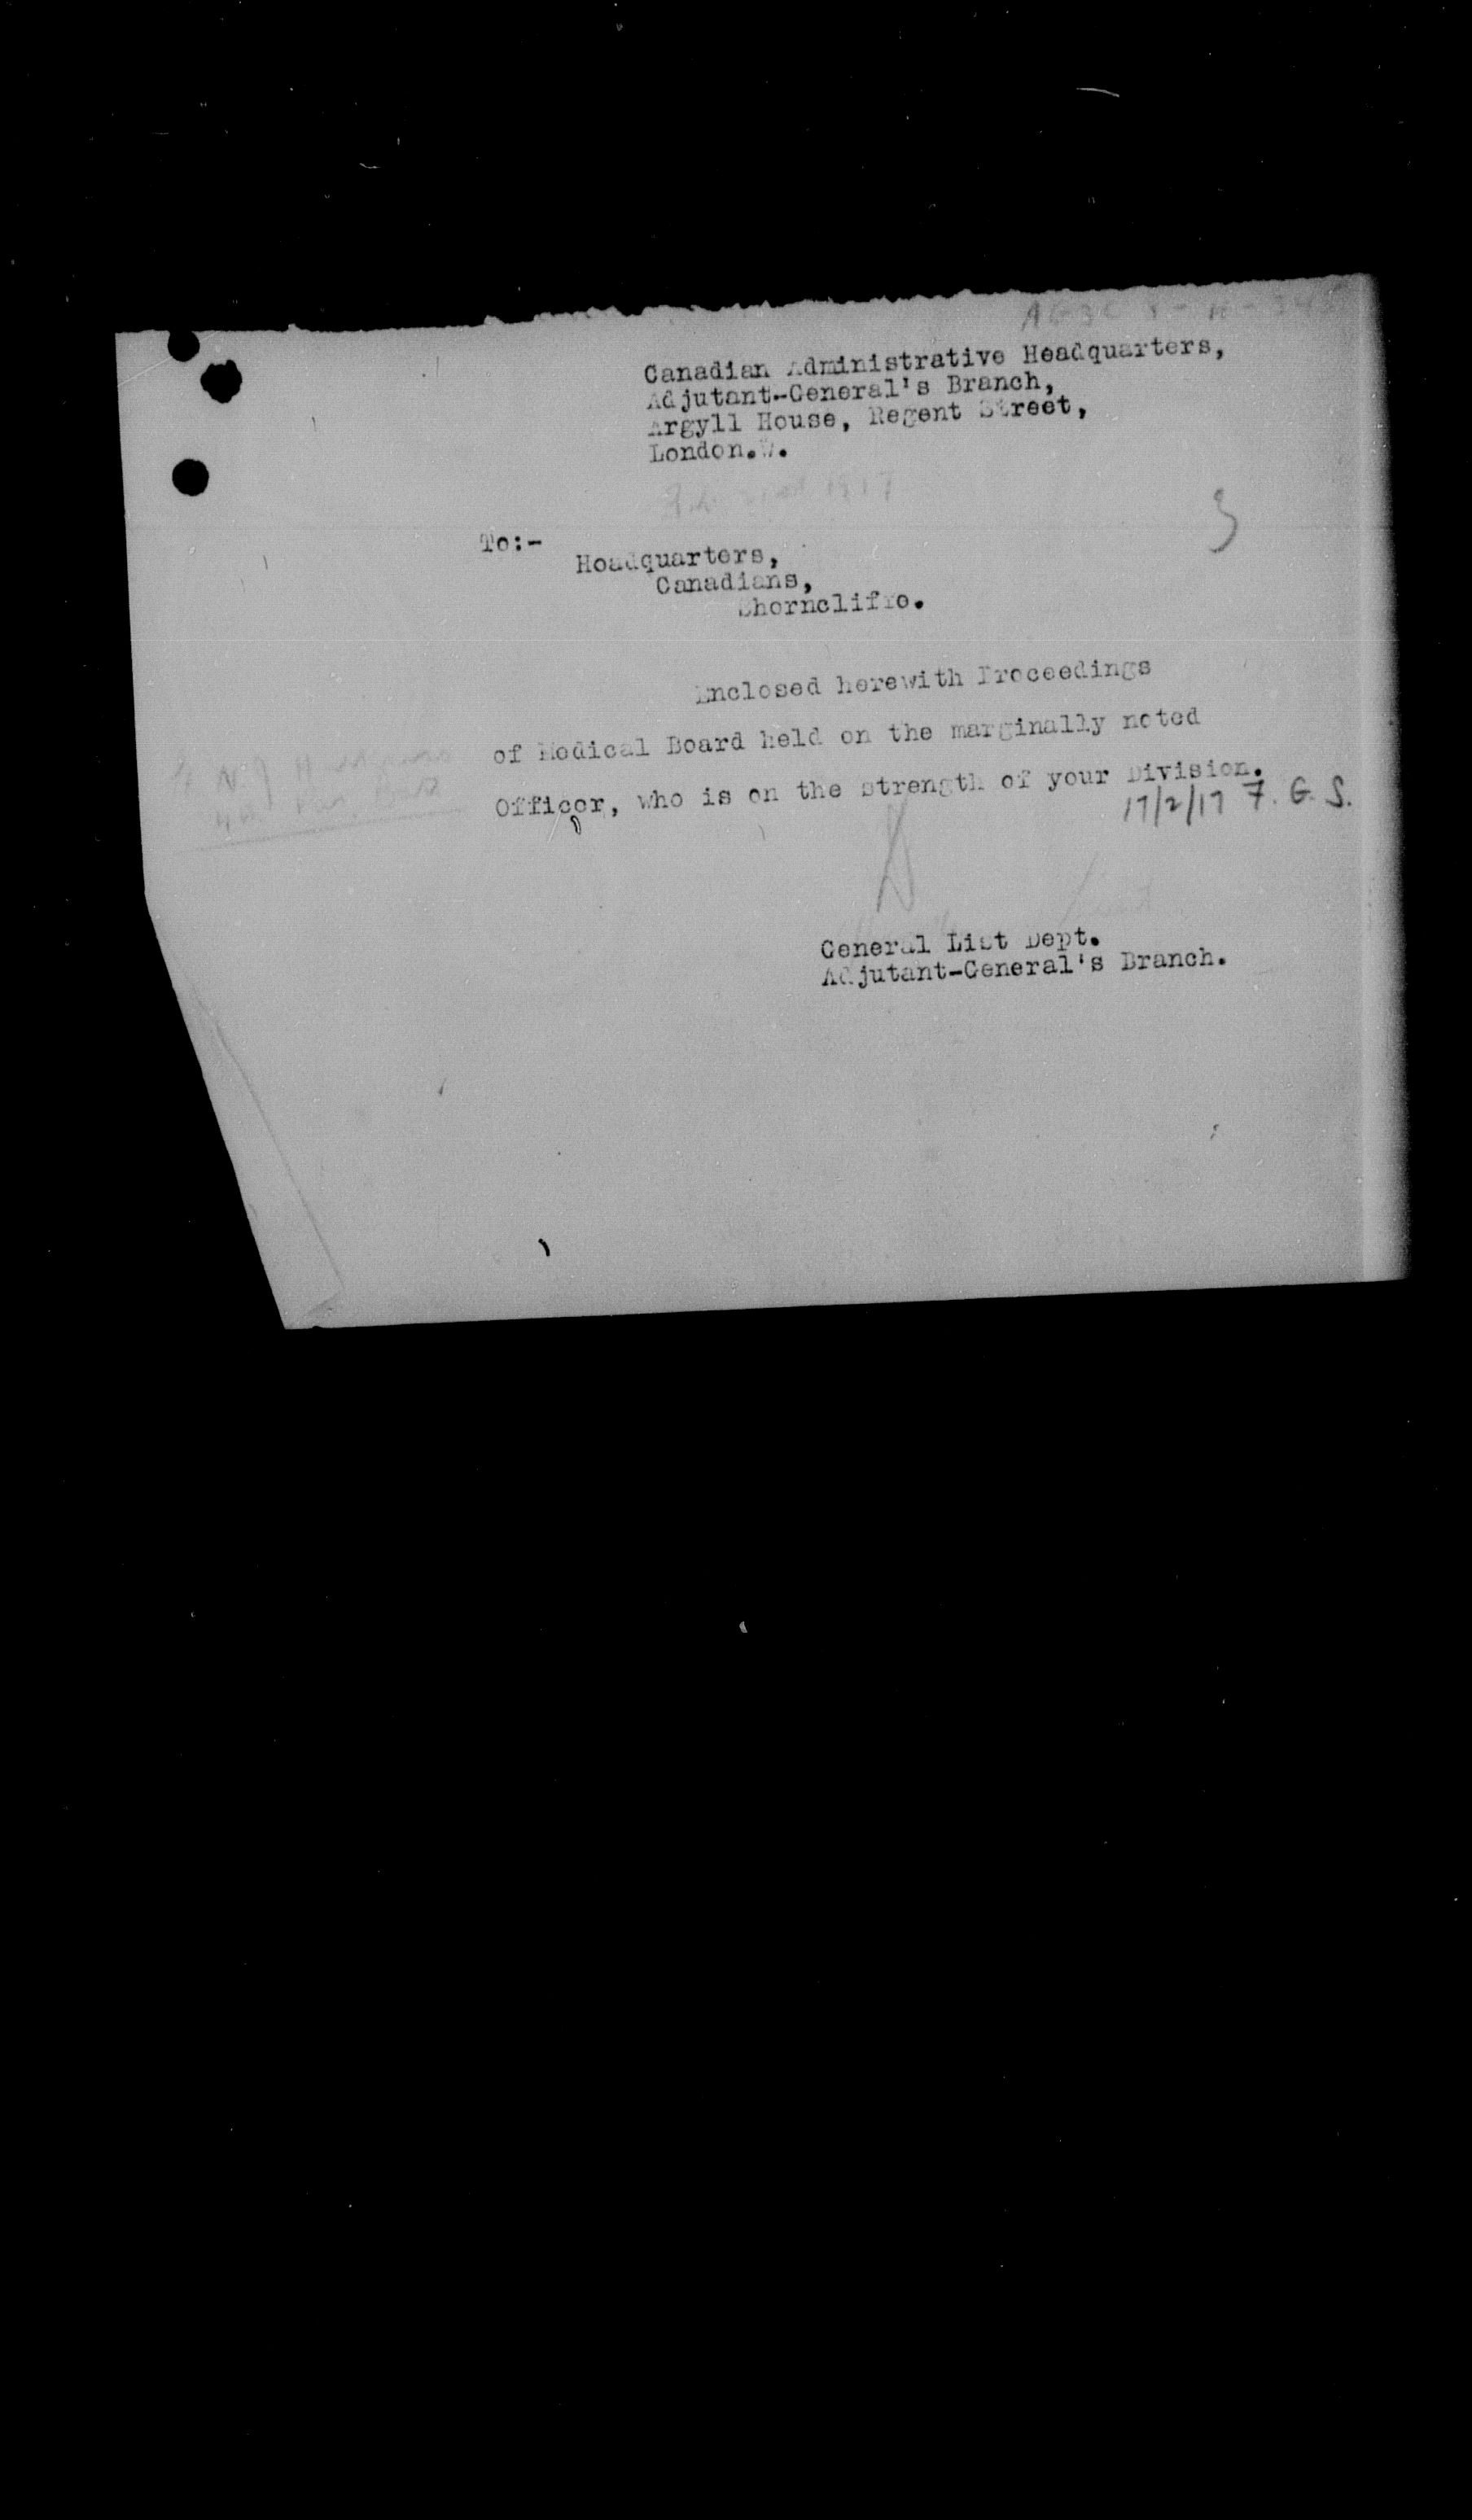 Canadian Administrative Headquarters,
Adjutant-General's Branch,
Argyll House, Regent Street,
London.W.
1917
3
To:-
Headquarters,
Canadians,
Shorncliffe.
Enclosed herewith Proceedings
of Medical Board held on the marginally noted
Officer, who is on the strength of your Division.
17/2/17 F. G. S.
General List Dept.
Adjutant-General's Branch.